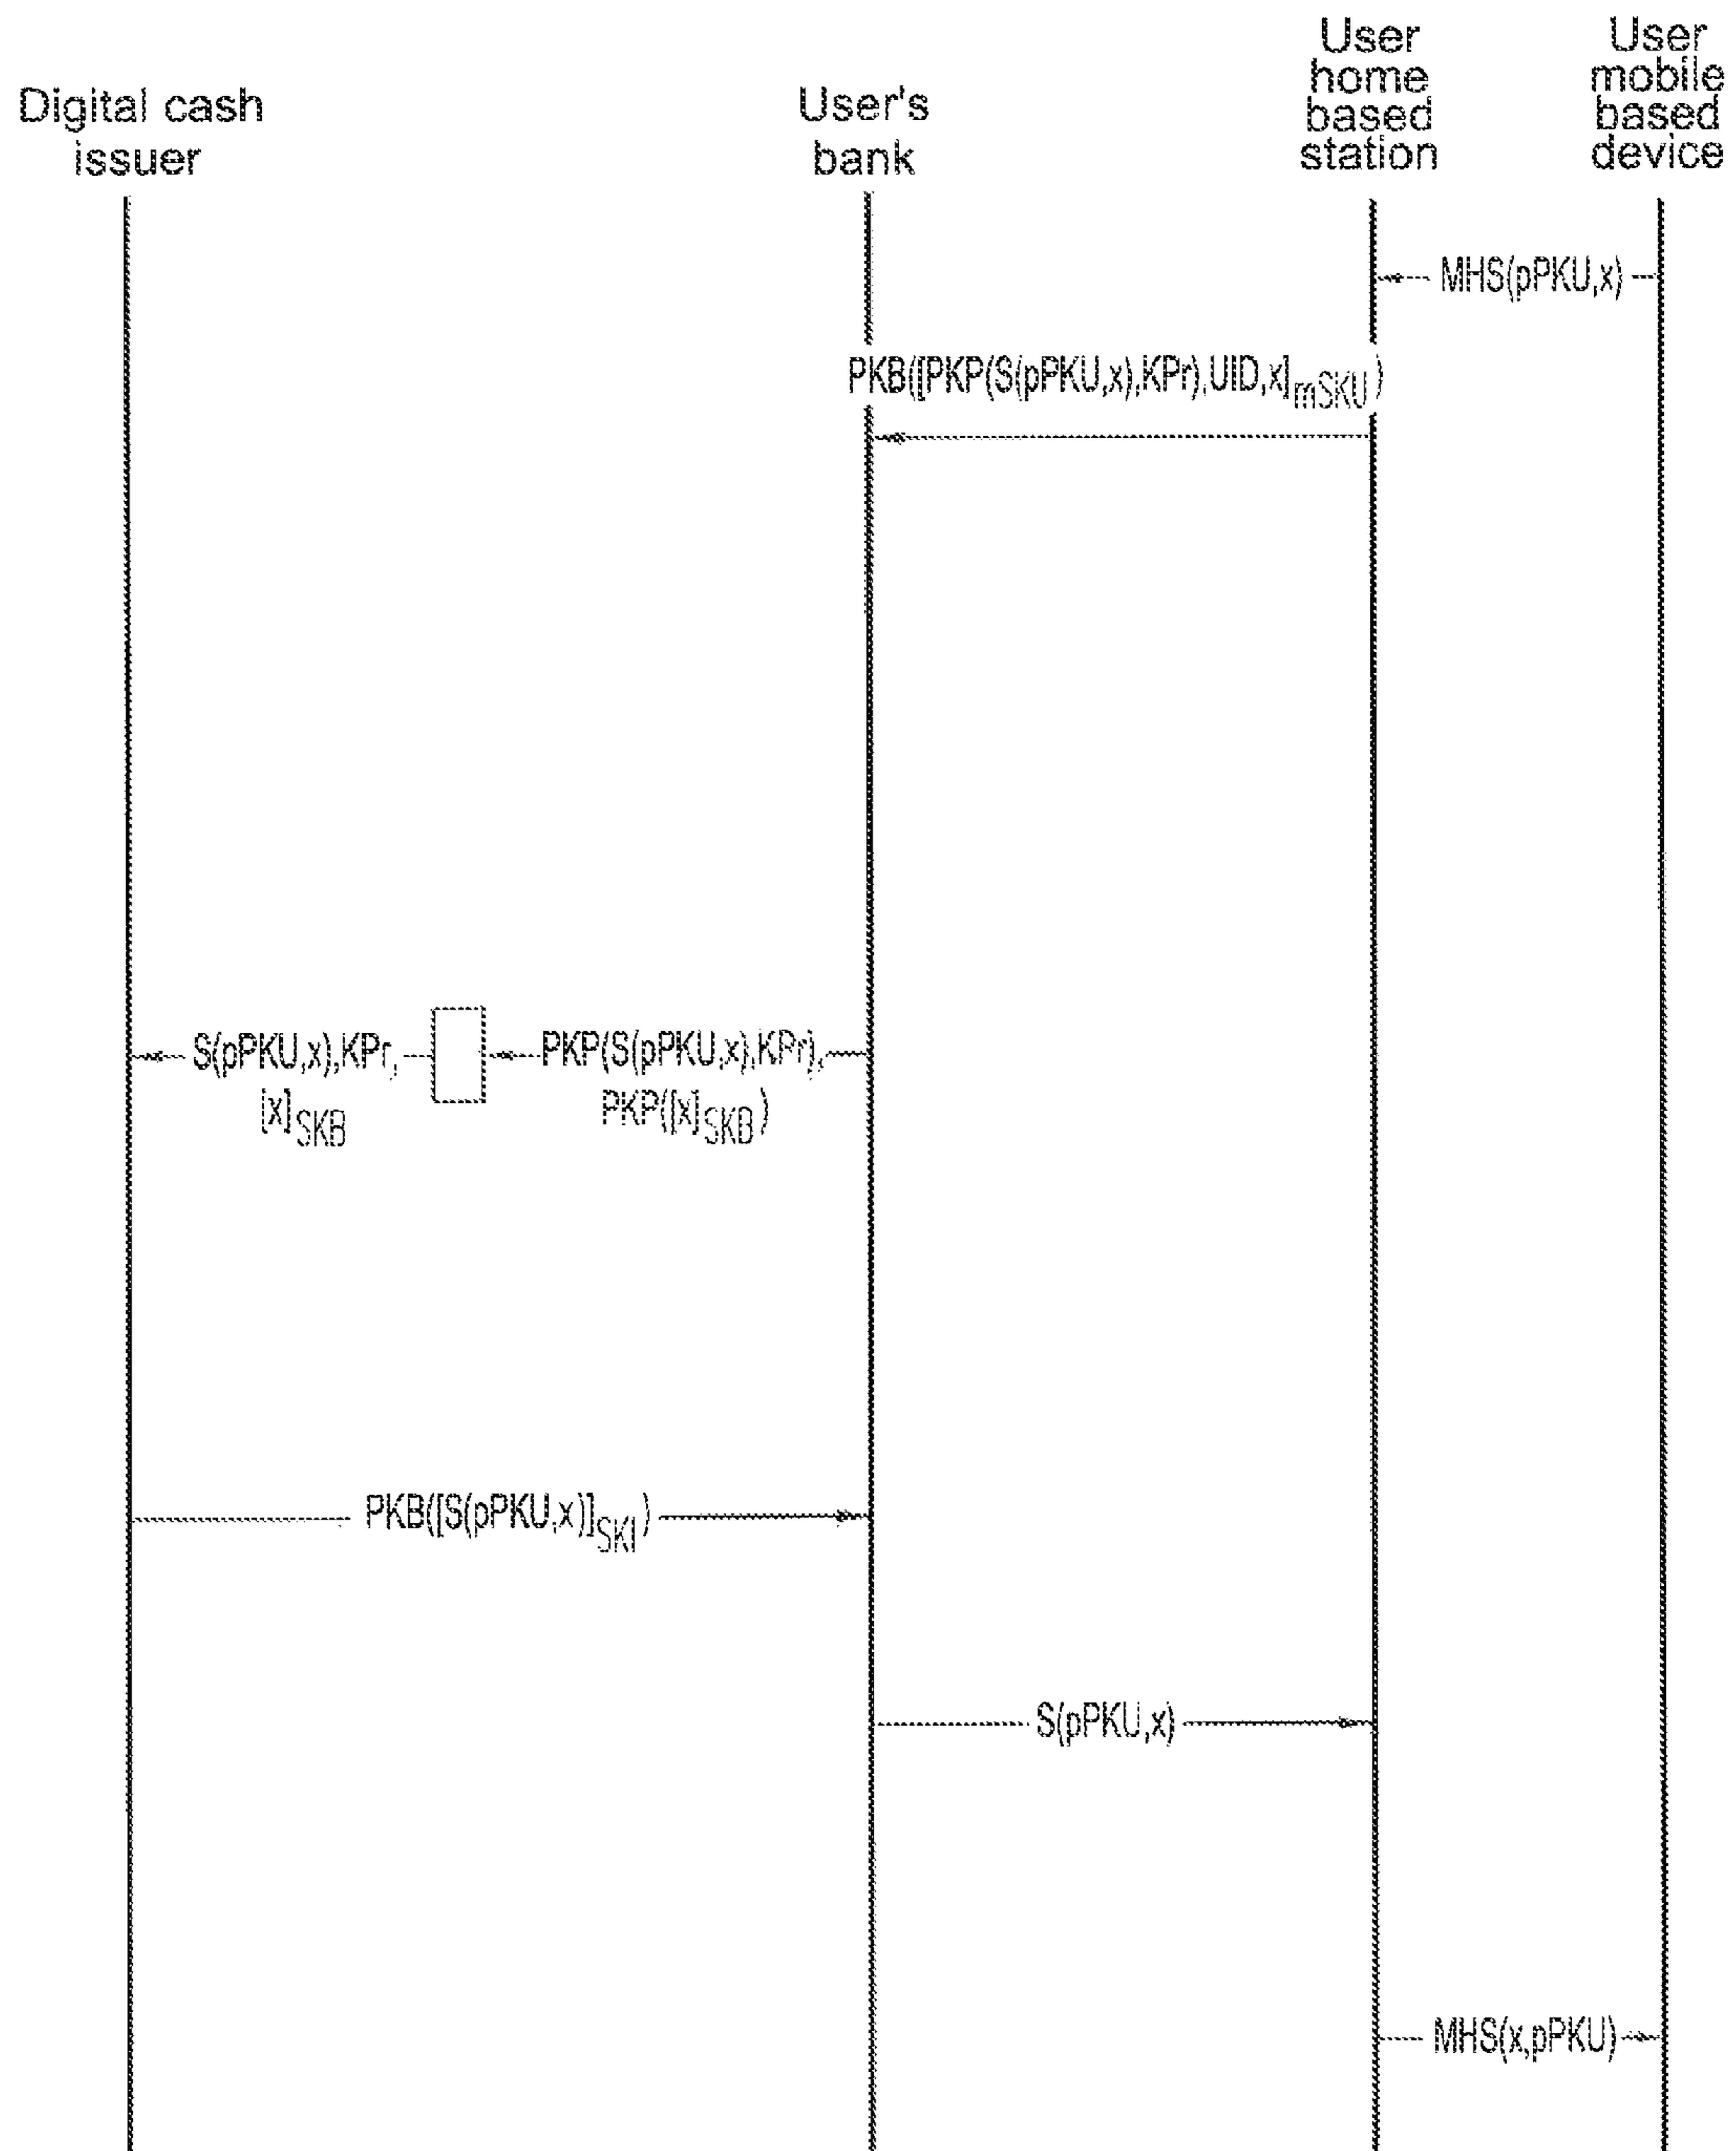 Digital cash
issuer
User's
bank
User
home
based
station
User
mobile
based
device
MHS(pPKU,x)
PKB([PKP(S(pPKU,x),KPr),UID,x]mSKU)
S(pPKU,x),KPr,
[x]SKB
PKP(S(pPKU,x),KPr),
PKP([x]SKB)
PKB([S(pPKU,x)]SKI)
S(pPKU,x)
MHS(x,pPKU)